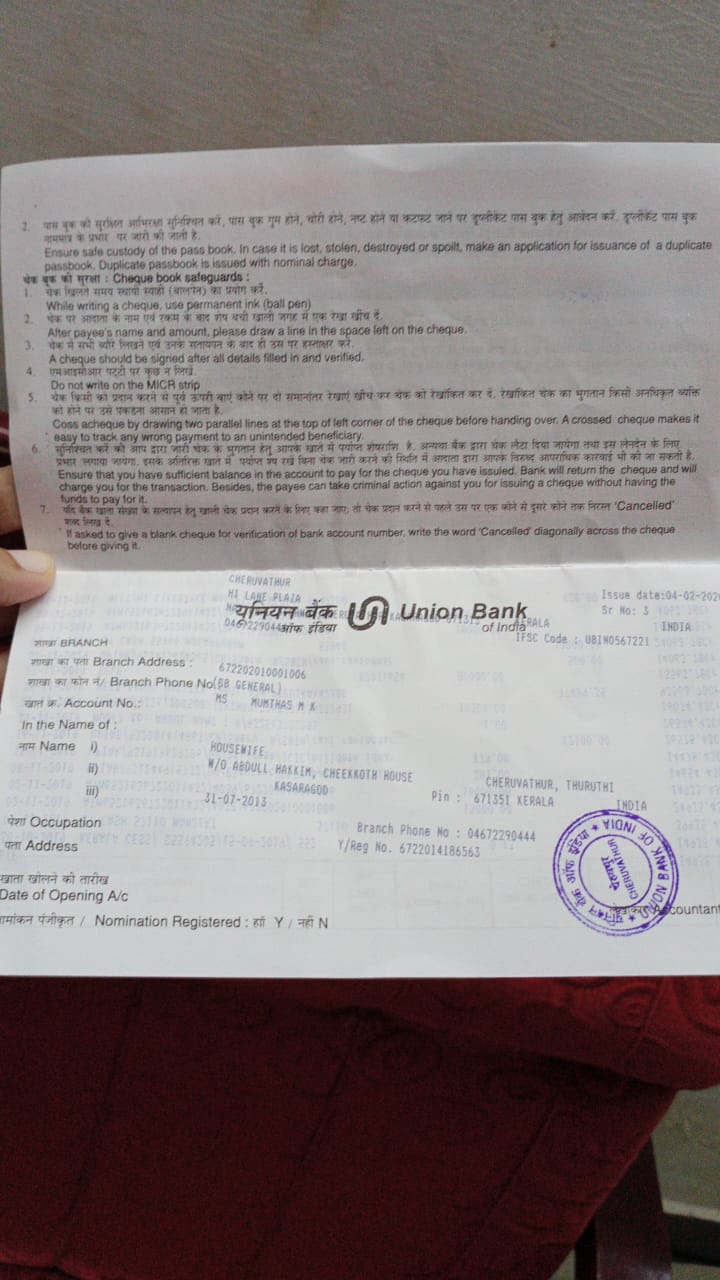 2. पास बुक की सुरक्षित अभिरक्षा सुनिश्चित करें, पास बुक गुम होने, चोरी होने, नष्ट होने या कटफट जाने पर डूप्लीकेट पास बुक हेतु आवेदन करें. डूप्लीकेट पास बुक
नाममात्र के प्रभार पर जारी की जाती है.
Ensure safe custody of the pass book. In case it is lost, stolen, destroyed or spoilt, make an application for issuance of a duplicate
passbook. Duplicate passbook is issued with nominal charge.
चेक बुक की सुरक्षा : Cheque book safeguards :
1. चेक लिखते समय स्थायी स्याही (बालपेन) का प्रयोग करें.
While writing a cheque, use permanent ink (ball pen)
2. चेक पर आदाता के नाम एवं रकम के बाद शेष बची खाली जगह में एक रेखा खींच दें.
After payee's name and amount, please draw a line in the space left on the cheque.
3. चेक में सभी ब्यौरे लिखने एवं उनके सत्यापन के बाद ही उस पर हस्ताक्षर करें.
A cheque should be signed after all details filled in and verified.
4. एमआइसीआर पट्टी पर कुछ न लिखें.
Do not write on the MICR strip
5. चेक किसी को प्रदान करने से पूर्व ऊपरी बाएं कोने पर दो समानांतर रेखाएं खींच कर चेक को रेखांकित कर दें. रेखांकित चेक का भुगतान किसी अनधिकृत व्यक्ति
को होने पर उसे पकडना आसान हो जाता है.
Coss acheque by drawing two parallel lines at the top of left corner of the cheque before handing over. A crossed cheque makes it
easy to track any wrong payment to an unintended beneficiary.
6. सुनिश्चित करें की आप द्वारा जारी चेक के भुगतान हेतु आपके खाते में पर्याप्त शेषराशि है. अन्यथा बैंक द्वारा चेक लौटा दिया जायेगा तथा इस लेनदेन के लिए
प्रभार लगाया जायेगा. इसके अतिरिक्त खाते में पर्याप्त शेष रखे बिना चेक जारी करने की स्थिति में आदाता द्वारा आपके विरुध्द आपराधिक कारवाई भी की जा सकती है.
Ensure that you have sufficient balance in the account to pay for the cheque you have issuied. Bank will return the cheque and will
charge you for the transaction. Besides, the payee can take criminal action against you for issuing a cheque without having the
funds to pay for it.
7. यदि बैंक खाता संख्या के सत्यापन हेतु खाली चेक प्रदान करने के लिए कहा जाए, तो चेक प्रदान करने से पहले उस पर एक कोने से दूसरे कोने तक निरस्त 'Cancelled'
शब्द लिख दें.
If asked to give a blank cheque for verification of bank account number, write the word 'Cancelled' diagonally across the cheque
before giving it.
CHERUVATHUR
HI LANE PLAZA
Issue date:04-02-202
यूनियन बैंक Union Bank
ऑफ इंडिया of India
Sr No: 3
KASARAGOD 671313 KERALA INDIA
IFSC Code : UBIN0567221
शाखा BRANCH
शाखा का पता Branch Address :
672202010001006
शाखा का फोन नं/ Branch Phone No.
(SB GENERAL)
खाता क्र. Account No.:
MS MUMTHAS M K
In the Name of :
नाम Name i) HOUSEWIFE
ii) W/O ABDULL HAKKIM, CHEEKKOTH HOUSE CHERUVATHUR, THURUTHI
iii) KASARAGOD Pin : 671351 KERALA INDIA
31-07-2013
पेशा Occupation
Branch Phone No : 04672290444
पता Address
Y/Reg No. 6722014186563
खाता खोलने की तारीख
Date of Opening A/c
नामांकन पंजीकृत / Nomination Registered : हाँ Y / नहीं N
Accountant
यूनियन बैंक ऑफ इंडिया ★ UNION BANK OF INDIA ★
CHERUVATHUR